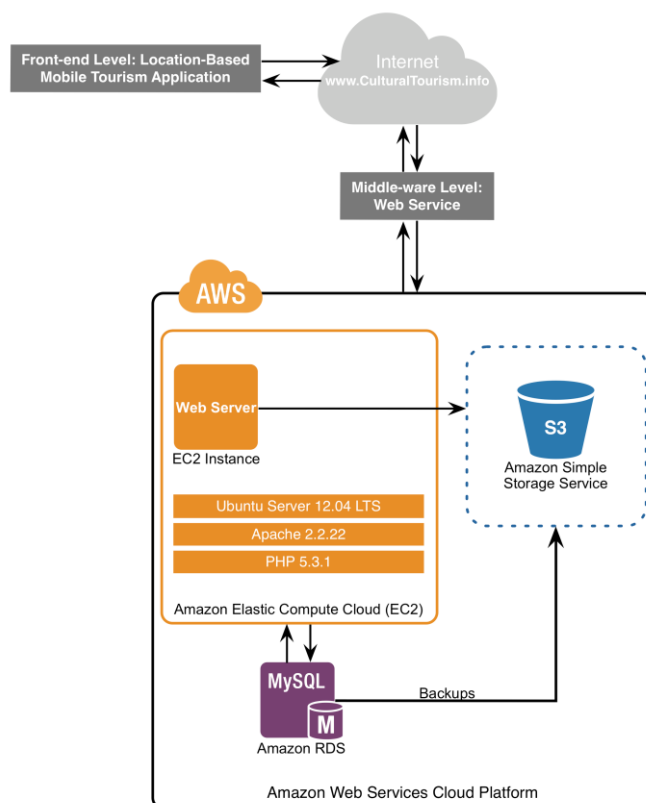 Front-end Level: Location-Based
Mobile Tourism Application
Internet
www.CulturalTourism.info
Middle-ware Level:
Web Service
AWS
Web Server
EC2 Instance
S3
Amazon Simple
Storage Service
Ubuntu Server 12.04 LTS
Apache 2.2.22
PHP 5.3.1
Amazon Elastic Compute Cloud (EC2)
MySQL
M
Amazon RDS
Backups
Amazon Web Services Cloud Platform